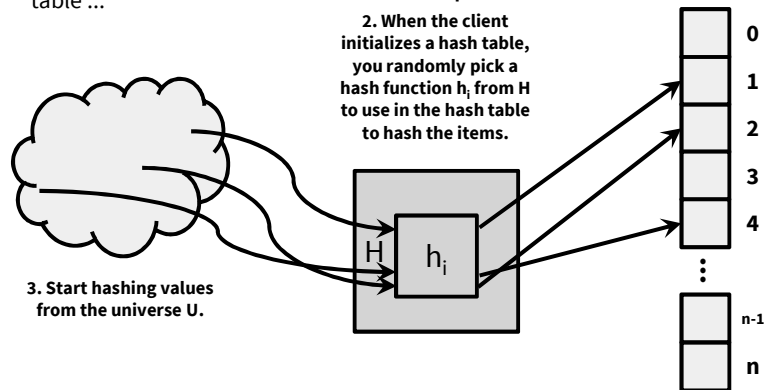 table ...
2. When the client
initializes a hash table,
you randomly pick a
hash function hi from H
to use in the hash table
to hash the items.
0
1
2
3
4
H
hi
3. Start hashing values
from the universe U.
n-1
n